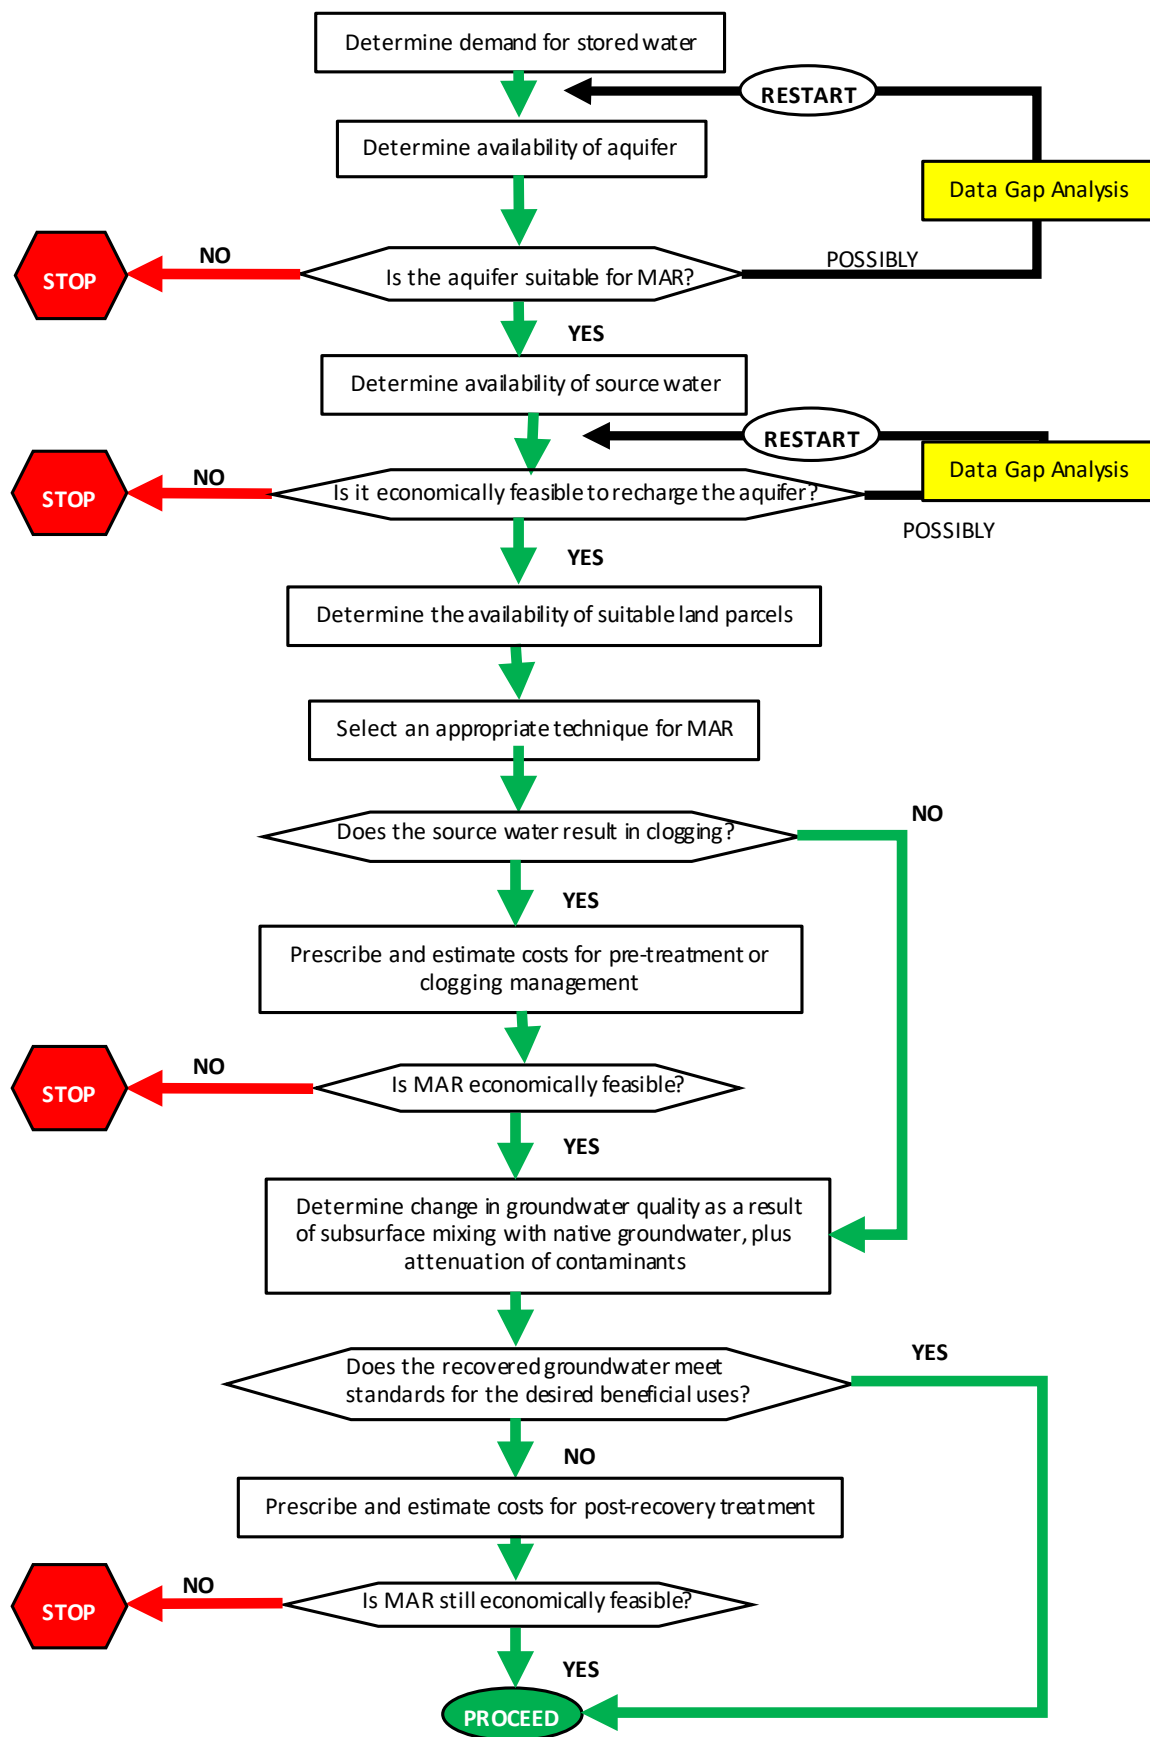 Determine demand for stored water
RESTART
Determine availability of aquifer
Data Gap Analysis
NO
STOP
Is the aquifer suitable for MAR?
POSSIBLY
YES
Determine availability of source water
RESTART
Data Gap Analysis
NO
STOP
Is it economically feasible to recharge the aquifer?
POSSIBLY
YES
Determine the availability of suitable land parcels
Select an appropriate technique for MAR
Does the source water result in clogging?
NO
YES
Prescribe and estimate costs for pre-treatment or
clogging management
NO
STOP
Is MAR economically feasible?
YES
Determine change in groundwater quality as a result
of subsurface mixing with native groundwater, plus
attenuation of contaminants
Does the recovered groundwater meet
standards for the desired beneficial uses?
YES
NO
Prescribe and estimate costs for post-recovery treatment
NO
STOP
Is MAR still economically feasible?
YES
PROCEED